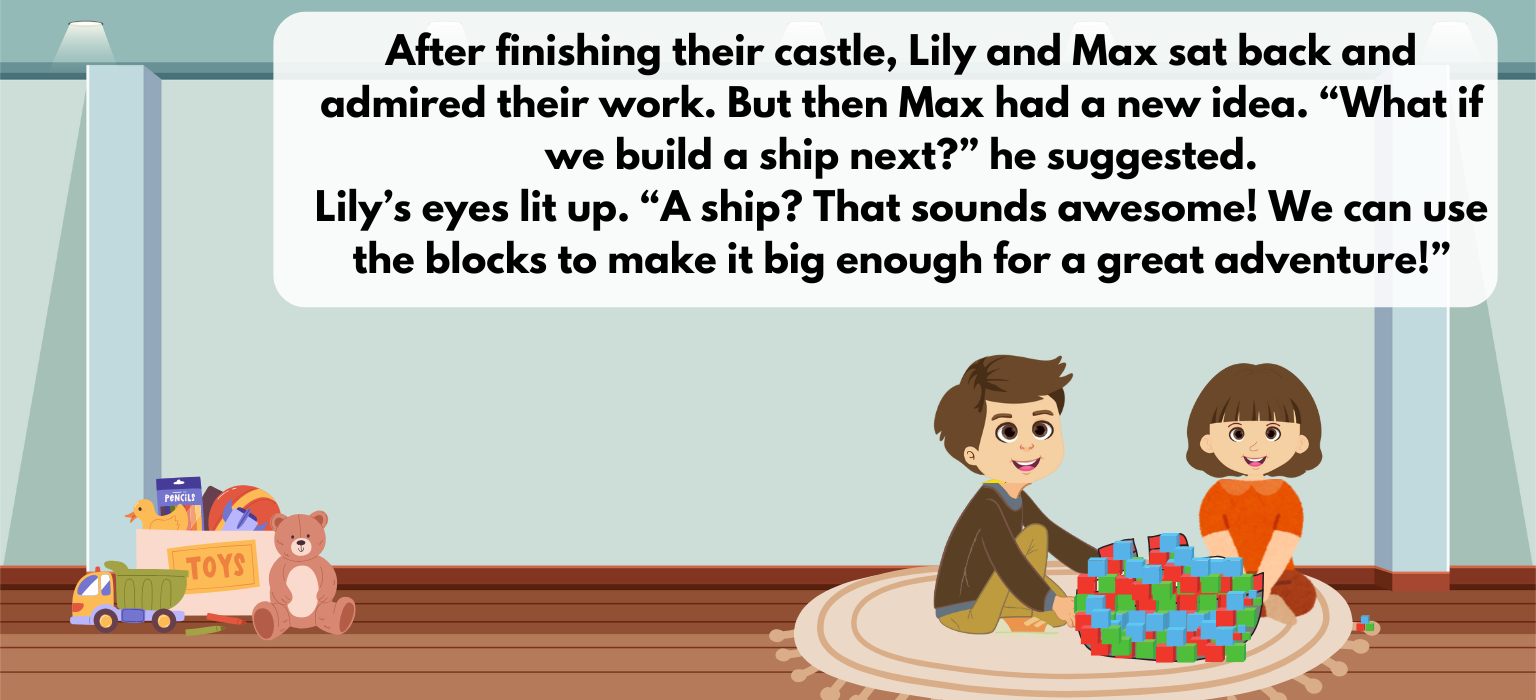 After finishing their castle, Lily and Max sat back and
admired their work. But then Max had a new idea. “What if
we build a ship next?” he suggested.
Lily’s eyes lit up. “A ship? That sounds awesome! We can use
the blocks to make it big enough for a great adventure!”
PENCILS
TOYS